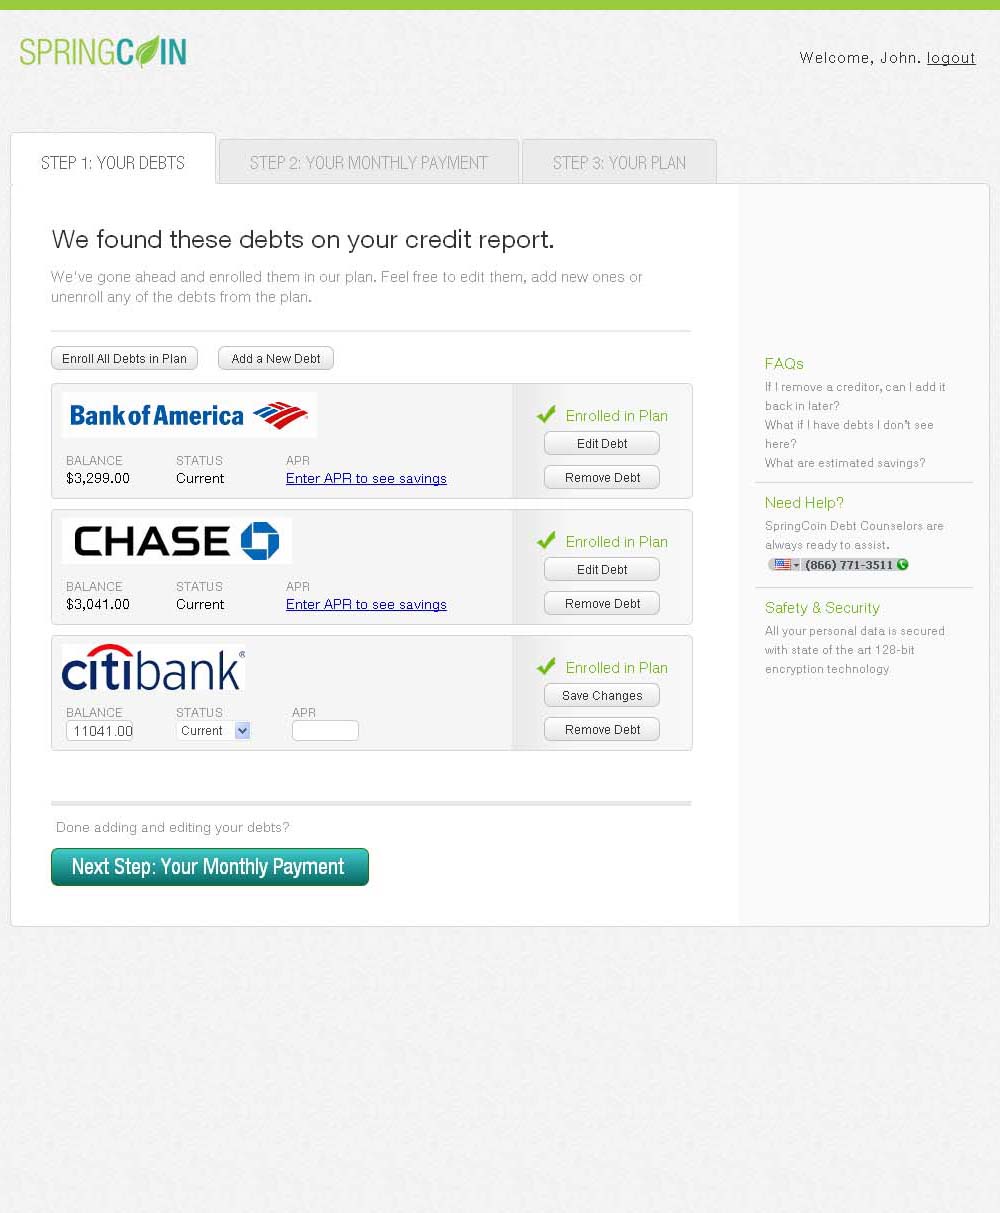 SPRINGCOIN
Welcome, John. logout
STEP 1: YOUR DEBTS
STEP 2: YOUR MONTHLY PAYMENT
STEP 3: YOUR PLAN
We found these debts on your credit report.
We've gone ahead and enrolled them in our plan. Feel free to edit them, add new ones or
unenroll any of the debts from the plan.
Enroll All Debts in Plan
Add a New Debt
Bank of America
Enrolled in Plan
Edit Debt
BALANCE
STATUS
APR
$3,299.00
Current
Enter APR to see savings
Remove Debt
CHASE
Enrolled in Plan
Edit Debt
BALANCE
STATUS
APR
$3,041.00
Current
Enter APR to see savings
Remove Debt
citibank®
Enrolled in Plan
Save Changes
BALANCE
STATUS
APR
11041.00
Current
Remove Debt
Done adding and editing your debts?
Next Step: Your Monthly Payment
FAQs
If I remove a creditor, can I add it
back in later?
What if I have debts I don't see
here?
What are estimated savings?
Need Help?
SpringCoin Debt Counselors are
always ready to assist.
(866) 771-3511
Safety & Security
All your personal data is secured
with state of the art 128-bit
encryption technology.